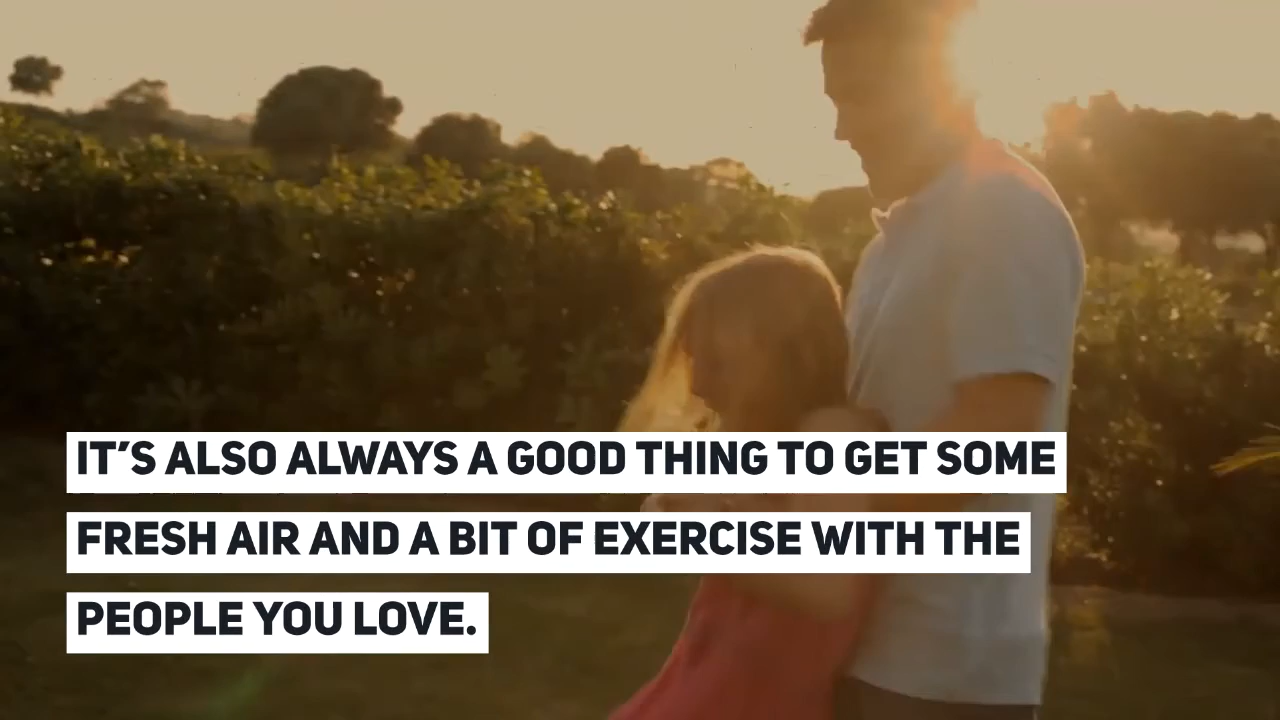 IT'S ALSO ALWAYS A GOOD THING TO GET SOME
FRESH AIR AND A BIT OF EXERCISE WITH THE
PEOPLE YOU LOVE.